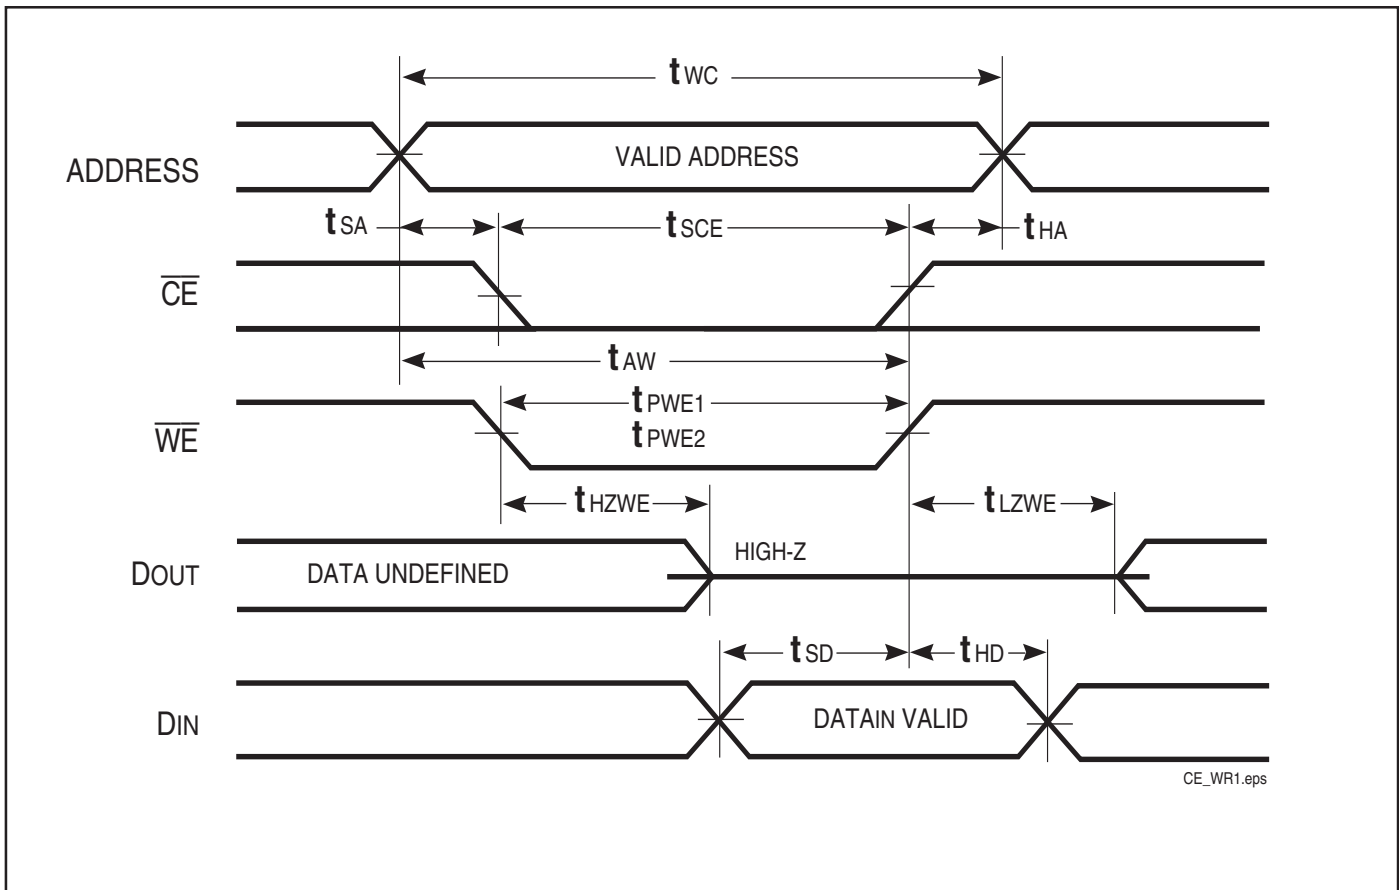 tWC
ADDRESS
VALID ADDRESS
tSA
tSCE
tHA
CE
tAW
tPWE1
WE
tPWE2
tHZWE
tLZWE
DOUT
DATA UNDEFINED
HIGH-Z
tSD
tHD
DIN
DATAIN VALID
CE_WR1.eps